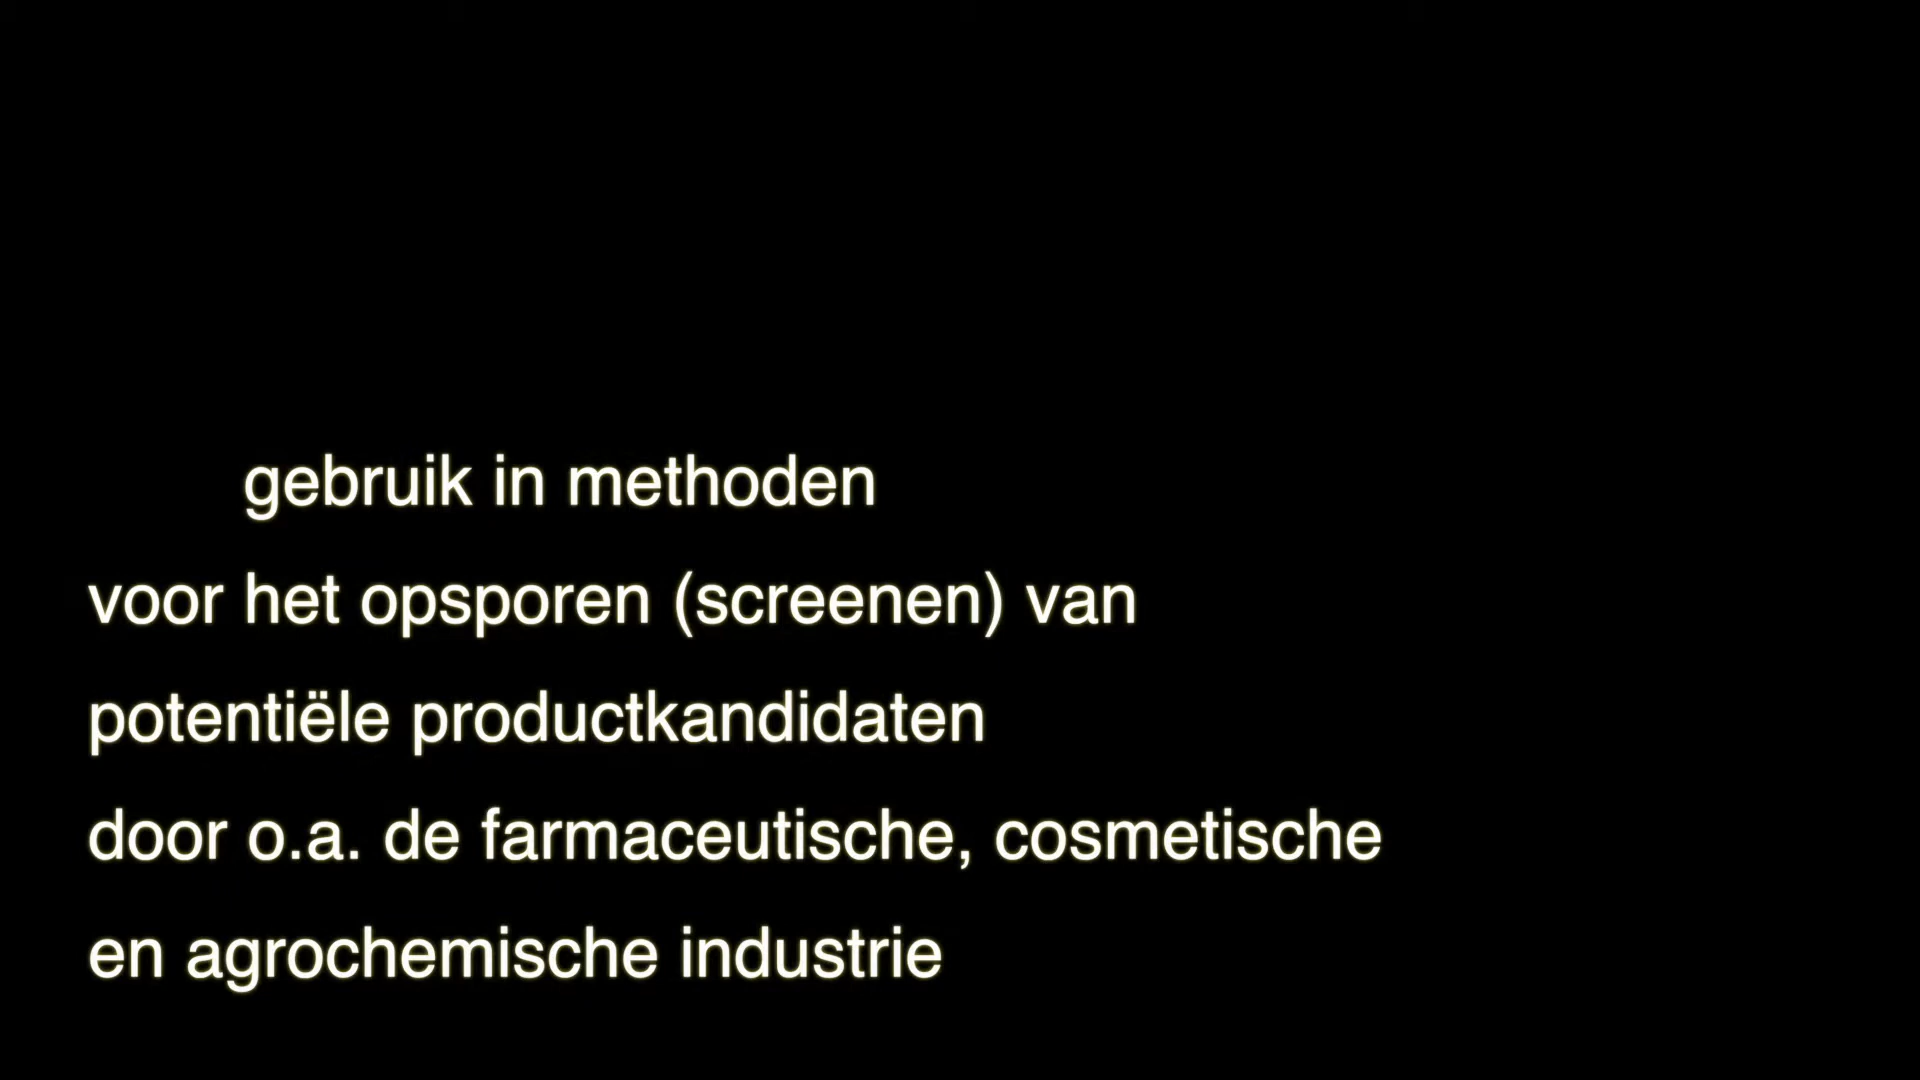 gebruik in methoden
voor het opsporen (screenen) van
potentiële productkandidaten
door o.a. de farmaceutische, cosmetische
en agrochemische industrie